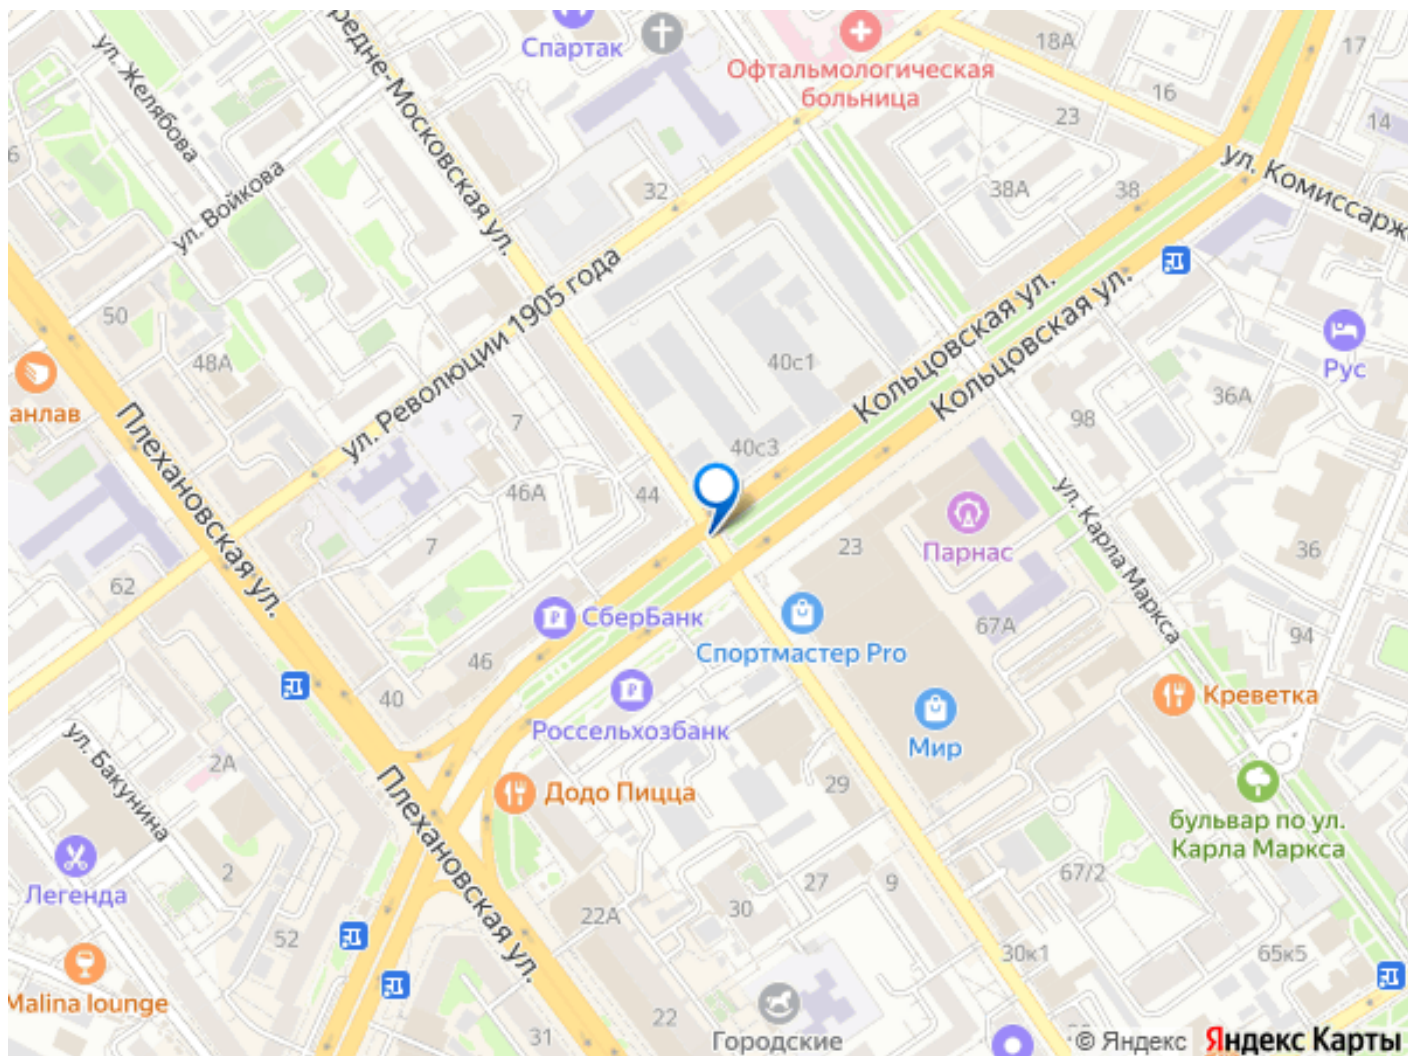 Спартак
ул. Желябова
редне-Московская ул.
Офтальмологическая
больница
18А
17
16
23
14
6
ул. Войкова
32
38А
38
ул. Комиссарж
ул. Революции 1905 года
Кольцовская ул.
Кольцовская ул.
50
48А
40с1
Рус
36А
анлав
Плехановская ул.
7
40с3
98
46А
44
Парнас
ул. Карла Маркса
23
36
7
62
СберБанк
67А
94
46
Спортмастер Pro
40
Креветка
Россельхозбанк
Мир
ул. Бакунина
2А
29
Додо Пицца
Плехановская ул.
бульвар по ул.
Карла Маркса
Легенда
2
27
9
67/2
30
22А
52
30к1
65к5
Malina lounge
22
31
Городские
© Яндекс Яндекс Карты